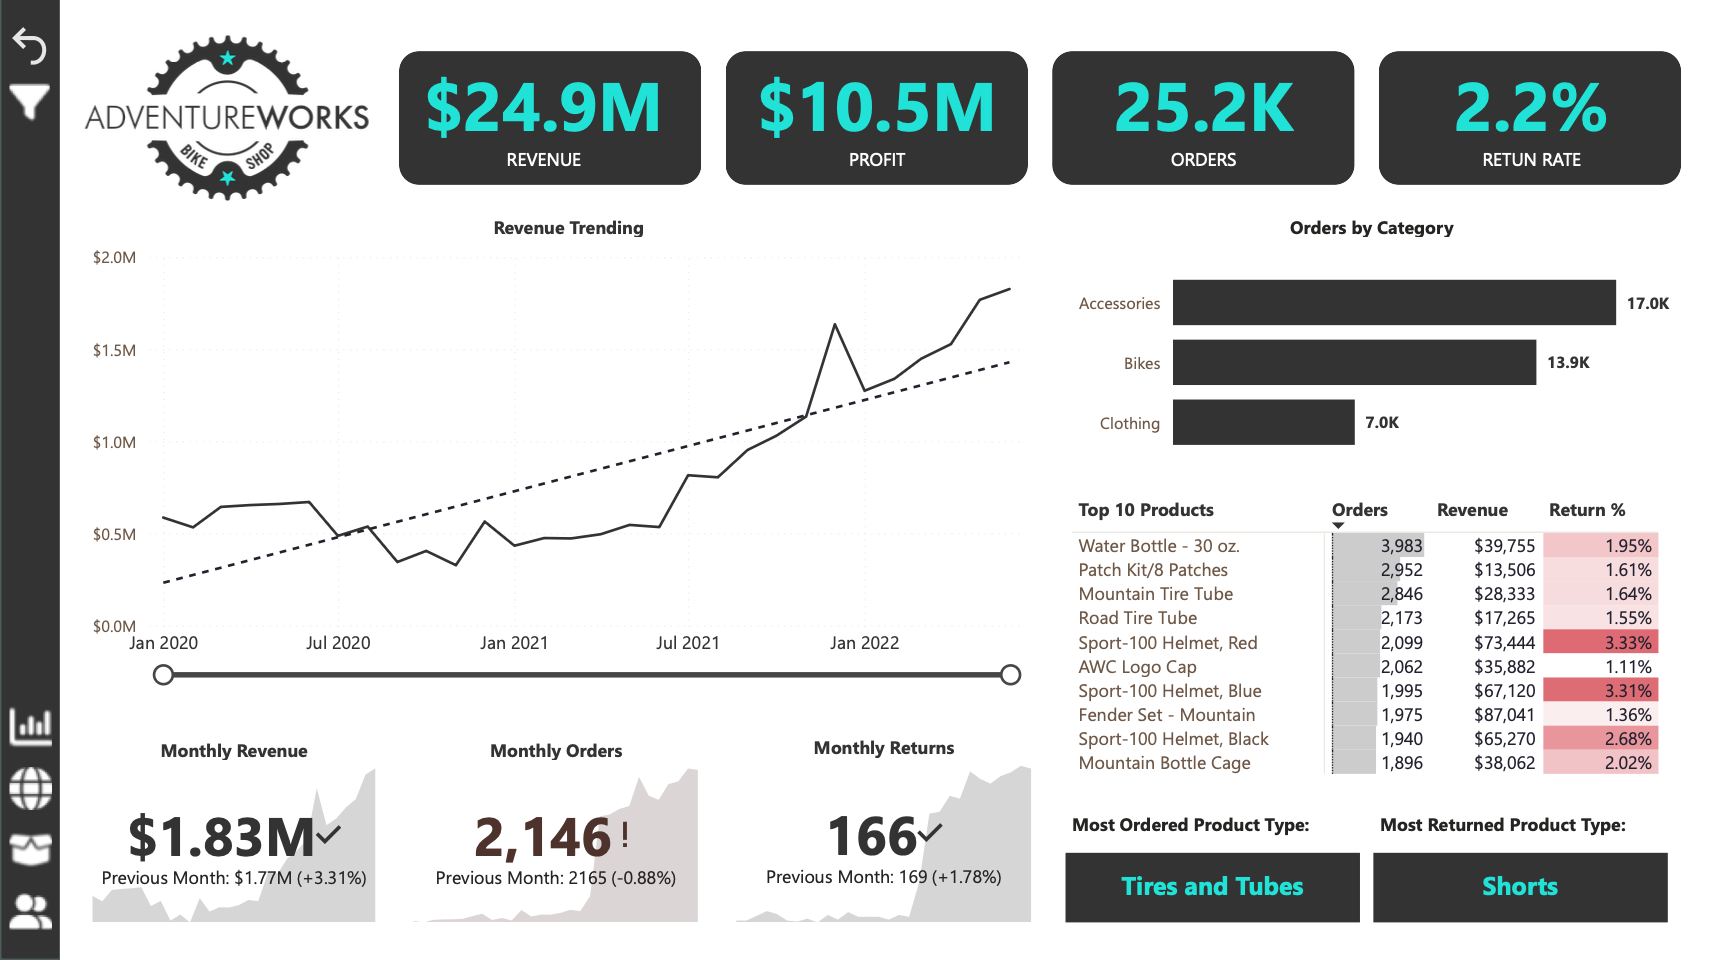 ADVENTUREWORKS
BIKE SHOP
$24.9M
REVENUE
$10.5M
PROFIT
25.2K
ORDERS
2.2%
RETUN RATE
Revenue Trending
$2.0M
$1.5M
$1.0M
$0.5M
$0.0M
Jan 2020 Jul 2020 Jan 2021 Jul 2021 Jan 2022
Orders by Category
Accessories 17.0K
Bikes 13.9K
Clothing 7.0K
Top 10 Products Orders Revenue Return %
Water Bottle - 30 oz. 3,983 $39,755 1.95%
Patch Kit/8 Patches 2,952 $13,506 1.61%
Mountain Tire Tube 2,846 $28,333 1.64%
Road Tire Tube 2,173 $17,265 1.55%
Sport-100 Helmet, Red 2,099 $73,444 3.33%
AWC Logo Cap 2,062 $35,882 1.11%
Sport-100 Helmet, Blue 1,995 $67,120 3.31%
Fender Set - Mountain 1,975 $87,041 1.36%
Sport-100 Helmet, Black 1,940 $65,270 2.68%
Mountain Bottle Cage 1,896 $38,062 2.02%
Monthly Revenue
$1.83M
Previous Month: $1.77M (+3.31%)
Monthly Orders
2,146 !
Previous Month: 2165 (-0.88%)
Monthly Returns
166
Previous Month: 169 (+1.78%)
Most Ordered Product Type:
Tires and Tubes
Most Returned Product Type:
Shorts